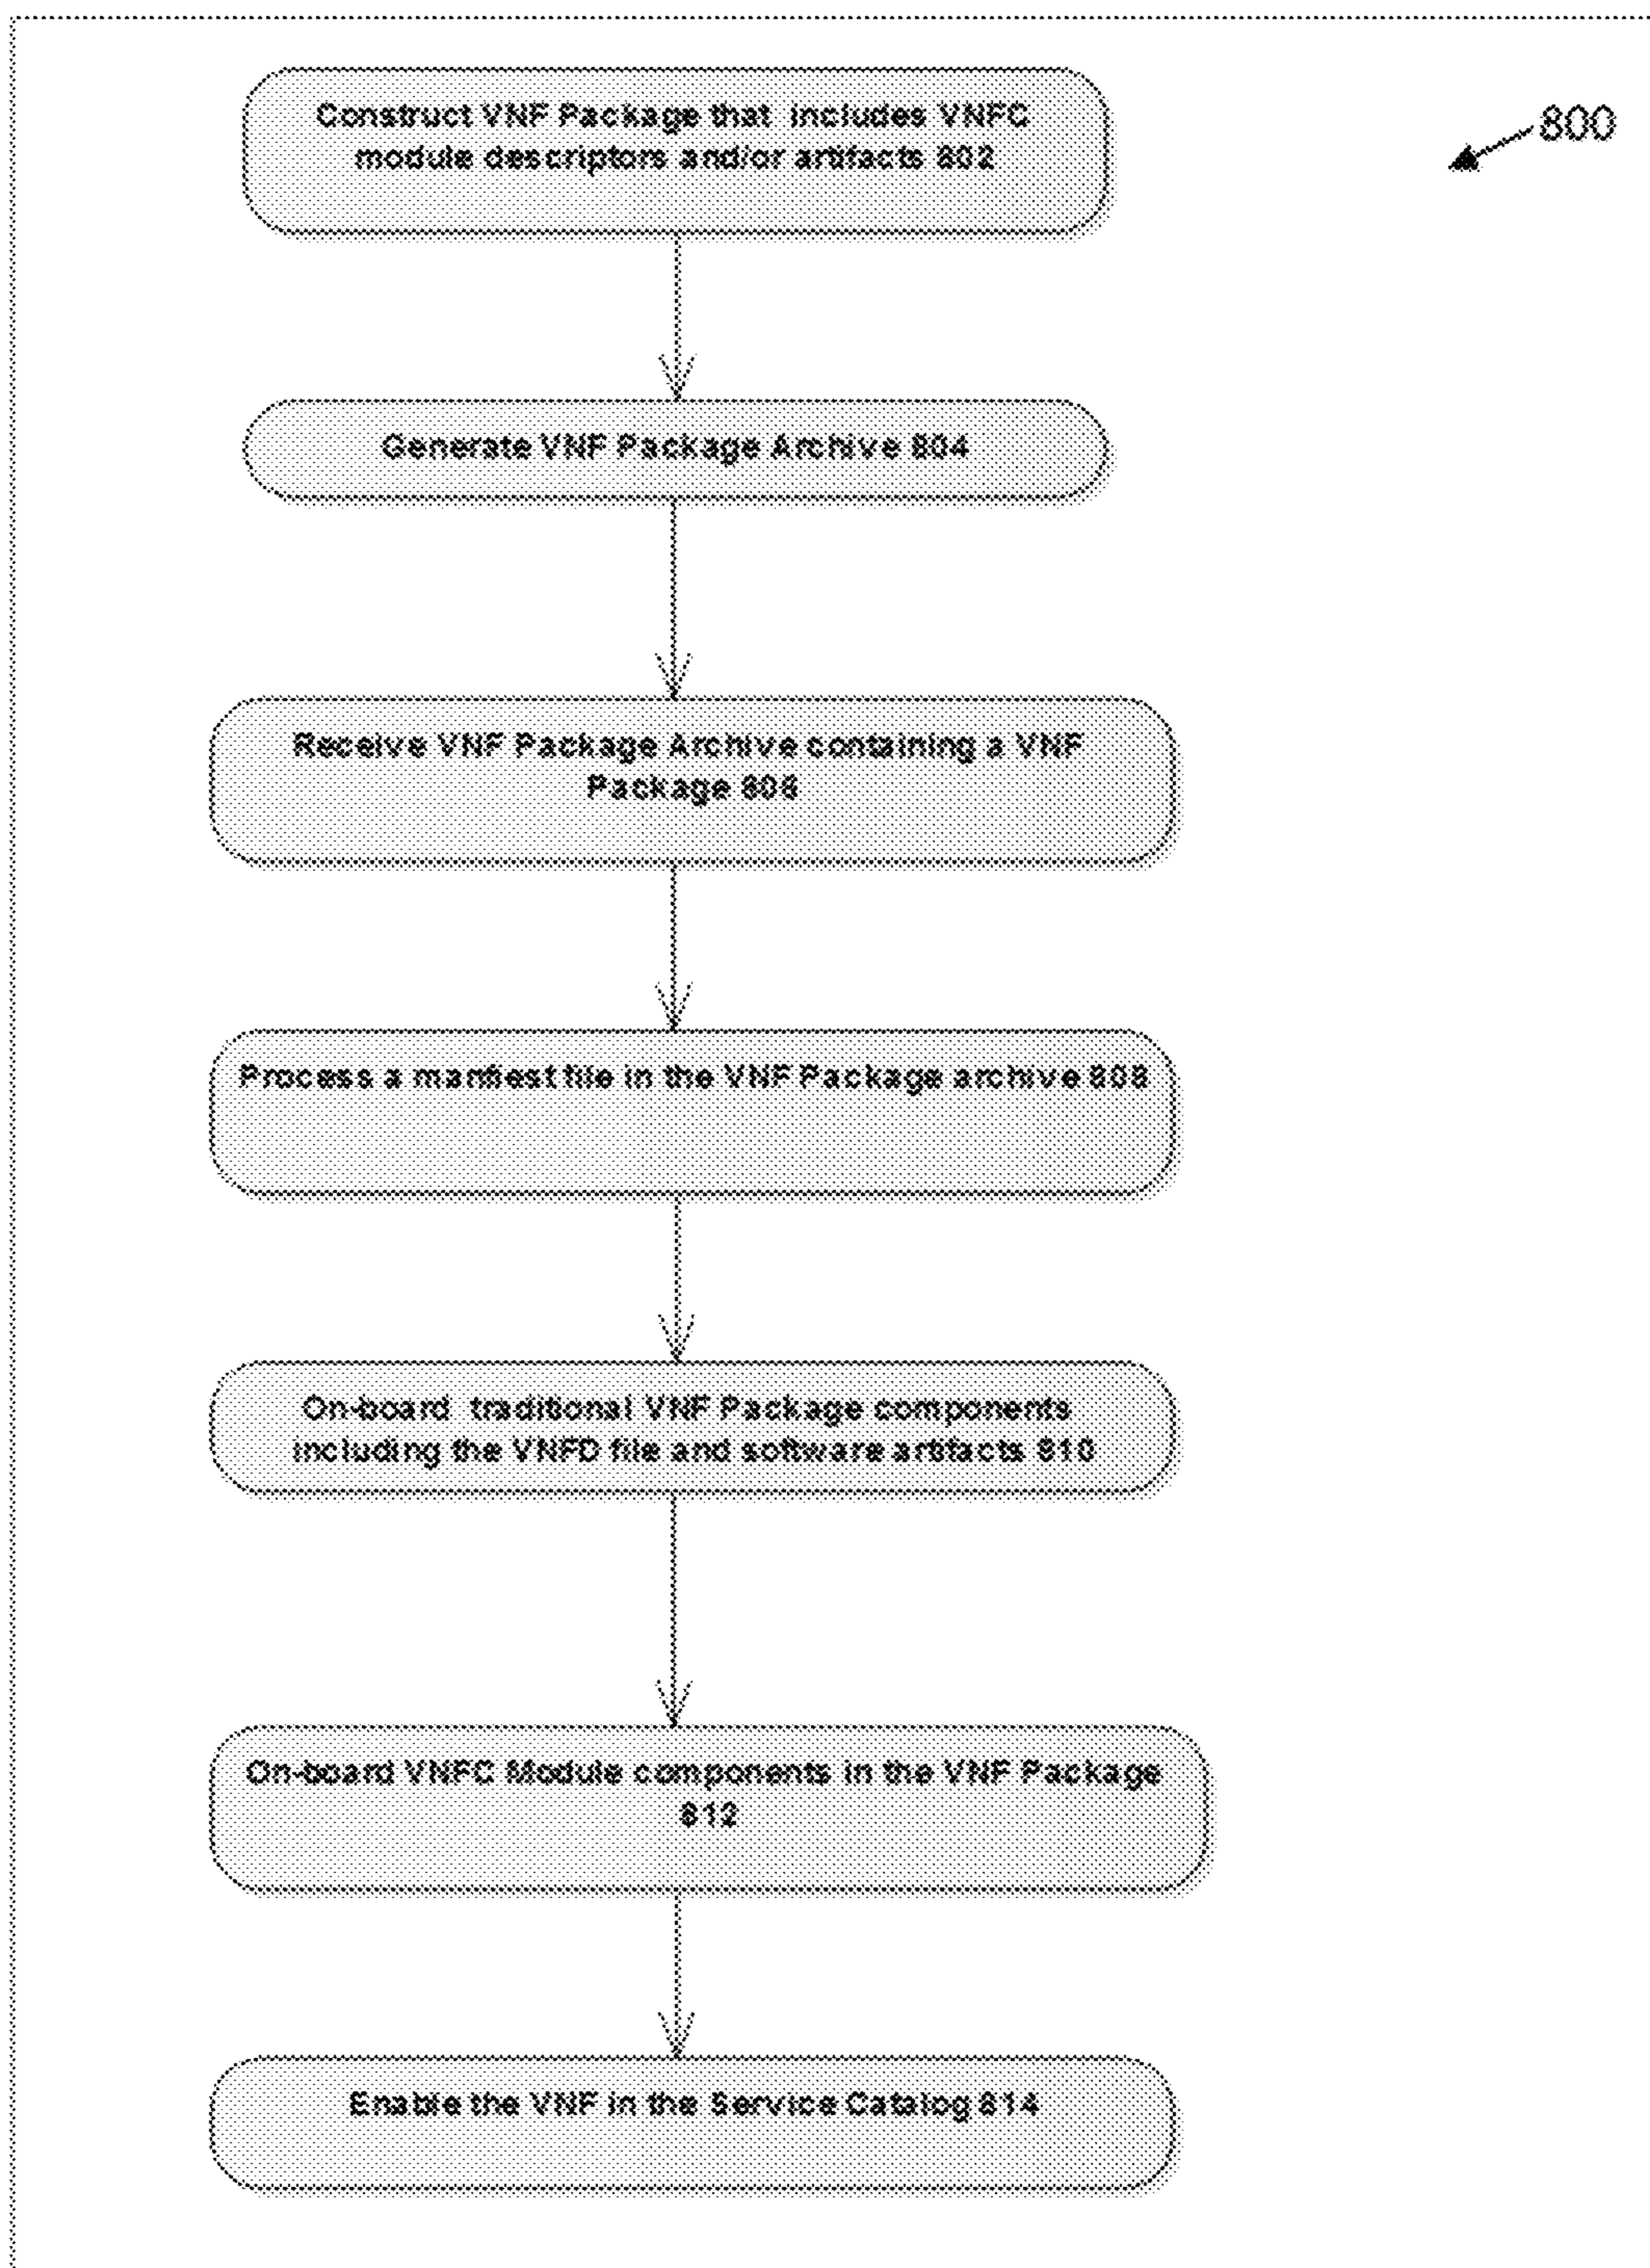 Construct VNF Package that includes VNFC
module descriptors and/or artifacts 802
800
Generate VNF Package Archive 804
Receive VNF Package Archive containing a VNF
Package 806
Process a manfiest file in the VNF Package archive 808
On-board traditional VNF Package components
including the VNFD file and software artifacts 810
On-board VNFC Module components in the VNF Package
812
Enable the VNF in the Service Catalog 814